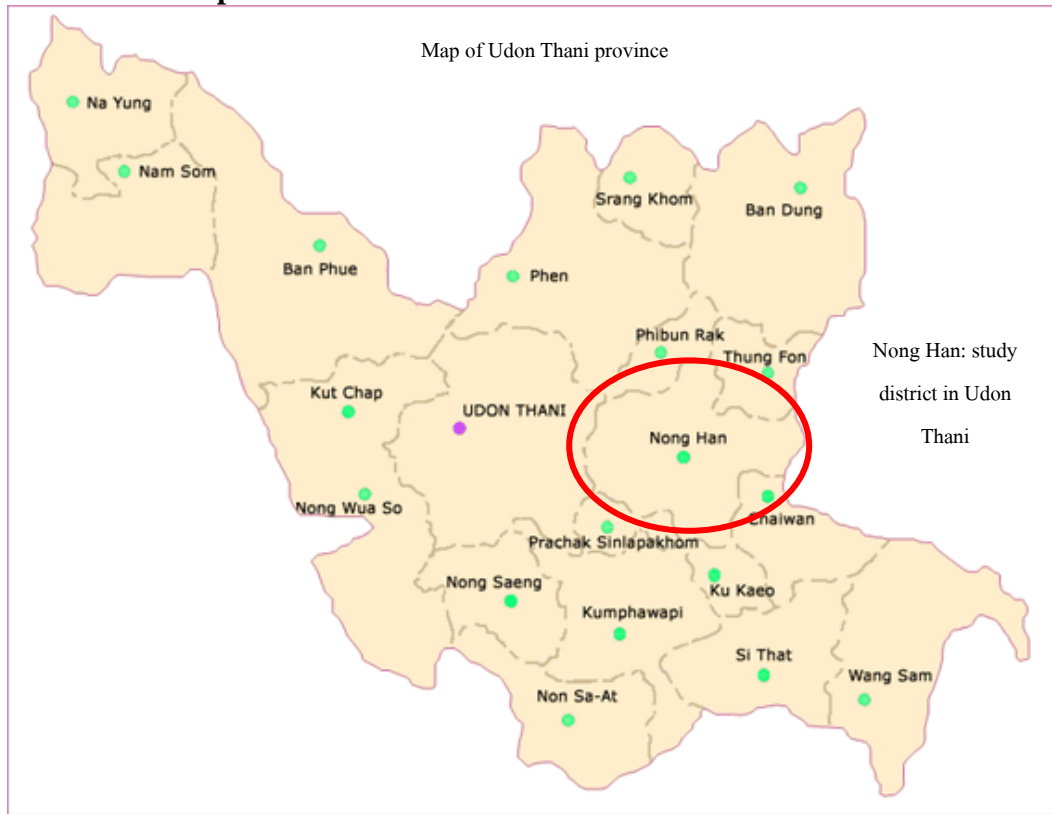 Map of Udon Thani province
Na Yung
Nam Som
Srang Khom
Ban Dung
Ban Phue
Phen
Phibun Rak
Thung Fon
Nong Han: study
district in Udon
Thani
Kut Chap
UDON THANI
Nong Han
Nong Wua So
Chaiwan
Prachak Sinlapakhom
Nong Saeng
Ku Kaeo
Kumphawapi
Si That
Wang Sam
Non Sa-At